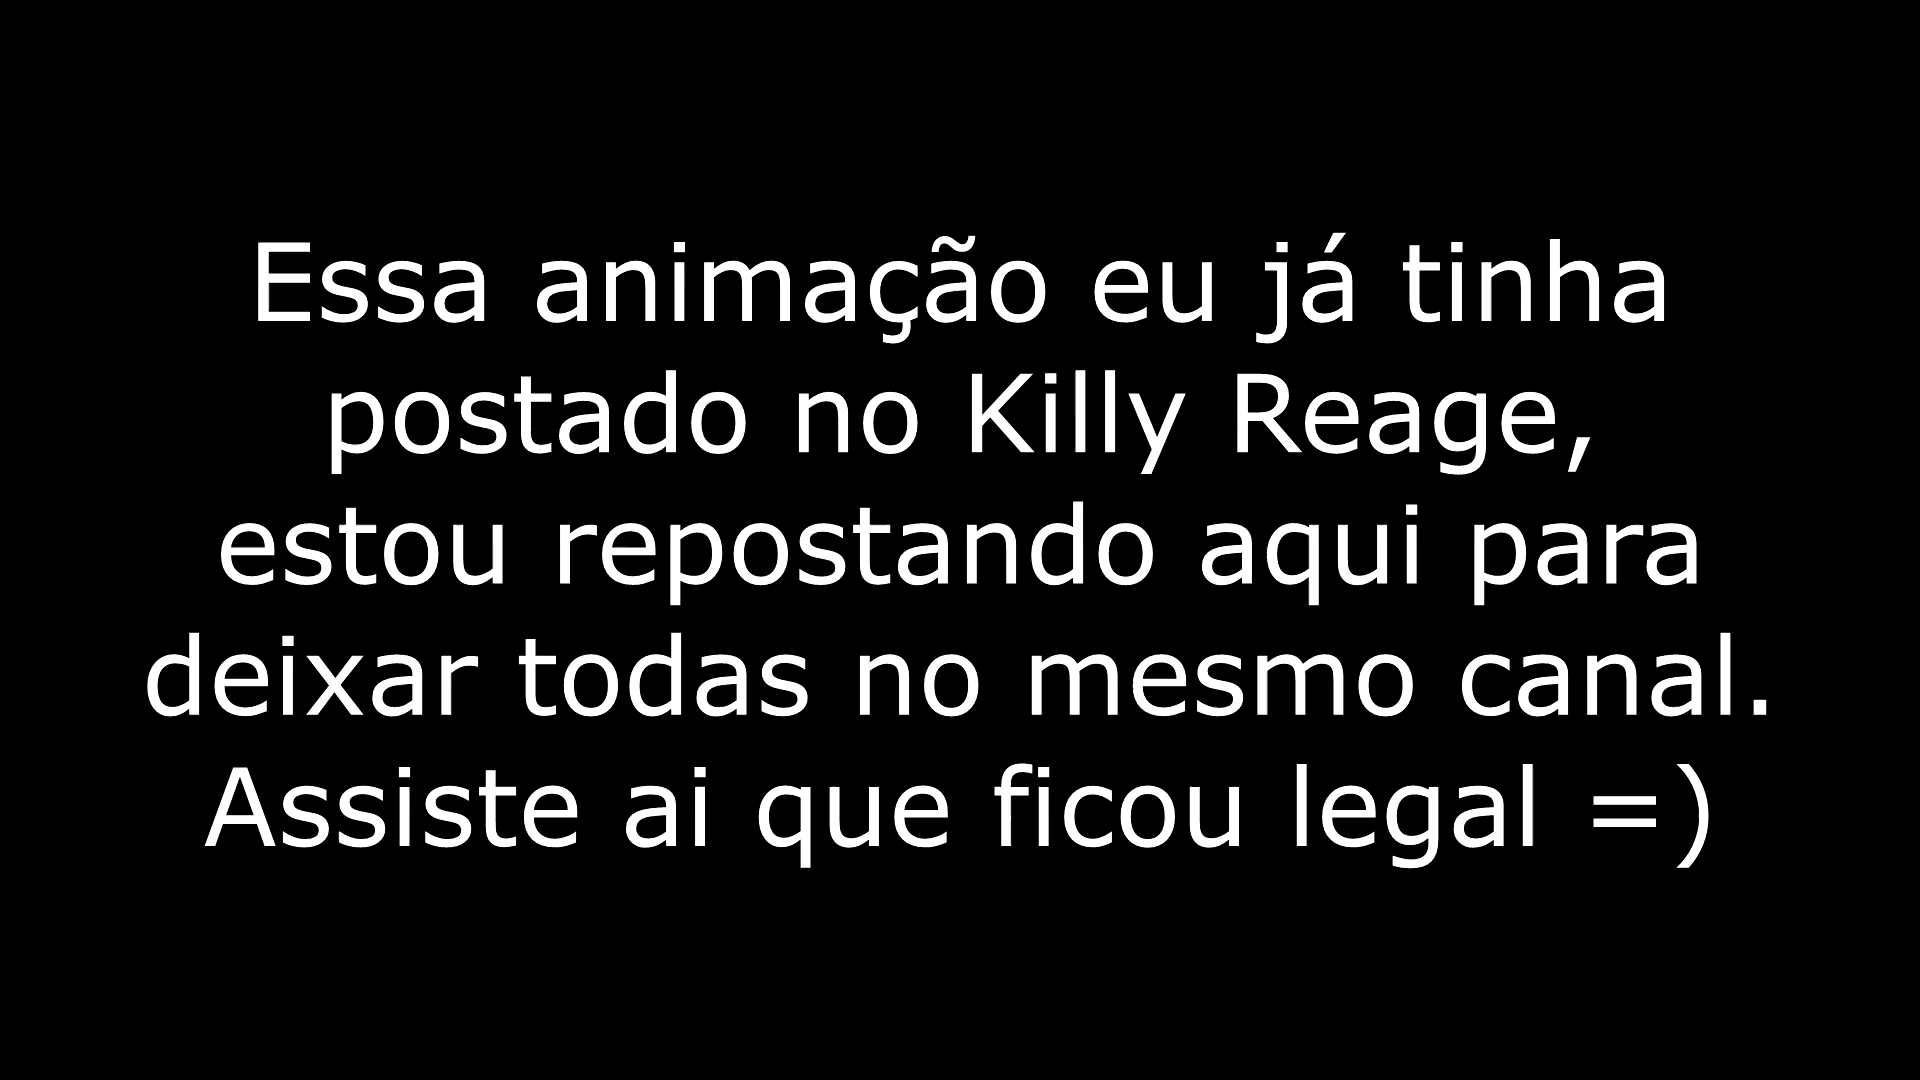 Essa animação eu já tinha
postado no Killy Reage,
estou repostando aqui para
deixar todas no mesmo canal.
Assiste ai que ficou legal =)